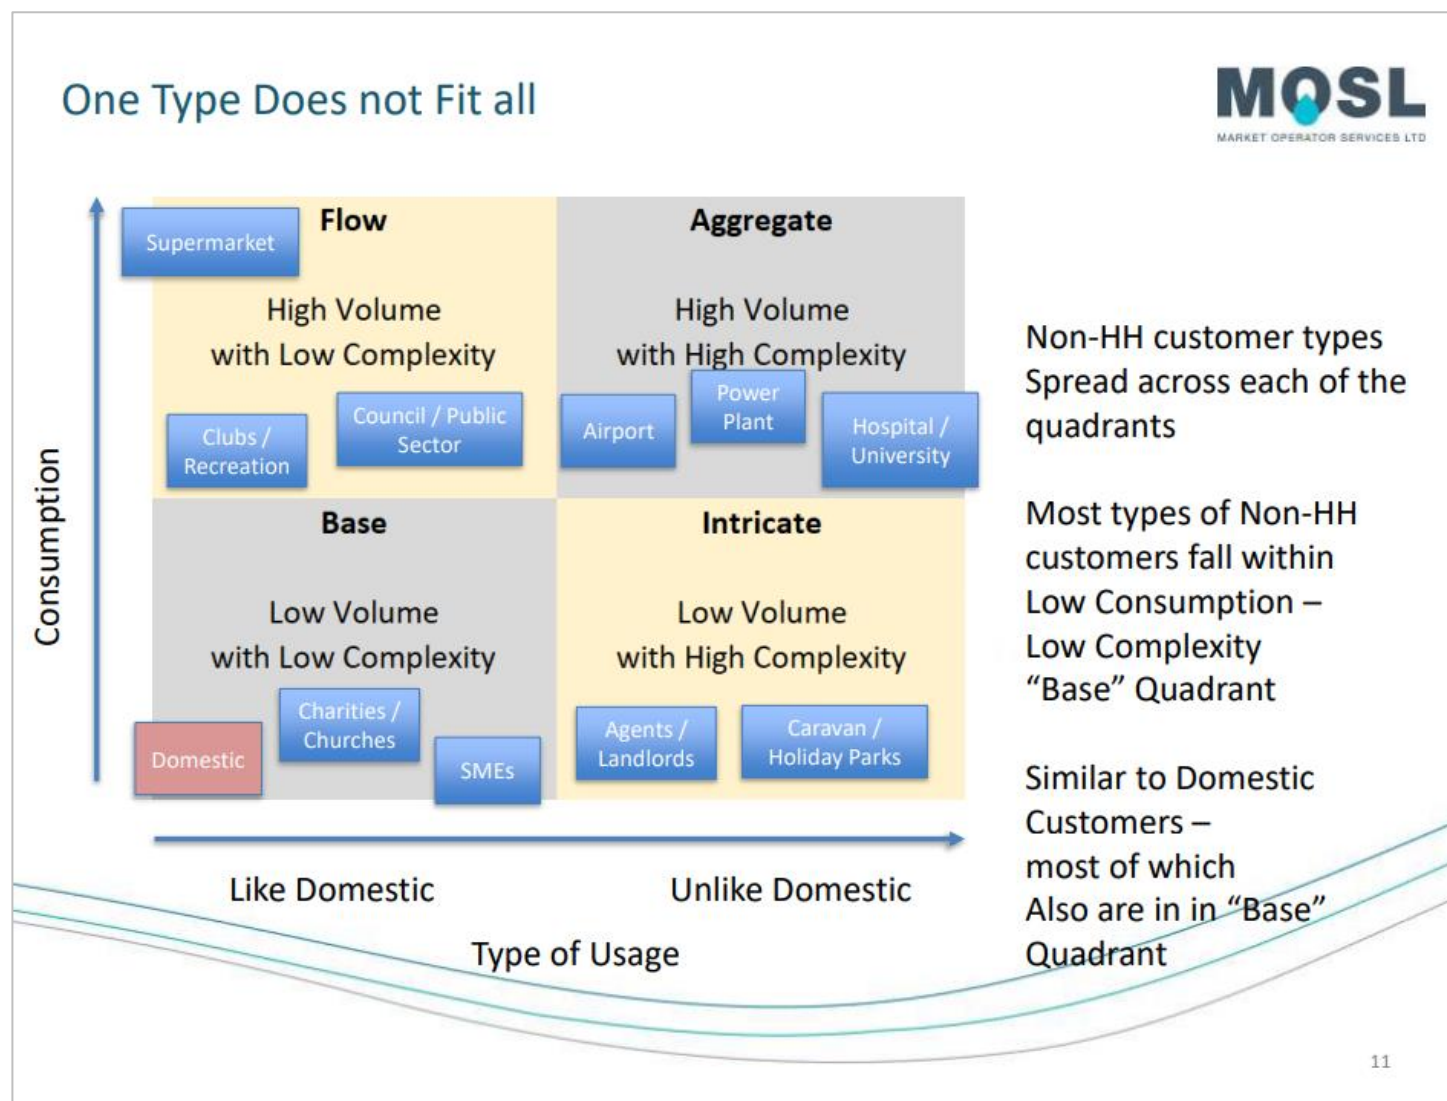 One Type Does not Fit all
MOSL
MARKET OPERATOR SERVICES LTD
Consumption
Flow
Supermarket
High Volume
with Low Complexity
Clubs /
Recreation
Council / Public
Sector
Aggregate
High Volume
with High Complexity
Airport
Power
Plant
Hospital /
University
Base
Low Volume
with Low Complexity
Domestic
Charities /
Churches
SMEs
Intricate
Low Volume
with High Complexity
Agents /
Landlords
Caravan /
Holiday Parks
Like Domestic
Unlike Domestic
Type of Usage
Non-HH customer types
Spread across each of the
quadrants
Most types of Non-HH
customers fall within
Low Consumption –
Low Complexity
“Base” Quadrant
Similar to Domestic
Customers –
most of which
Also are in in “Base”
Quadrant
11